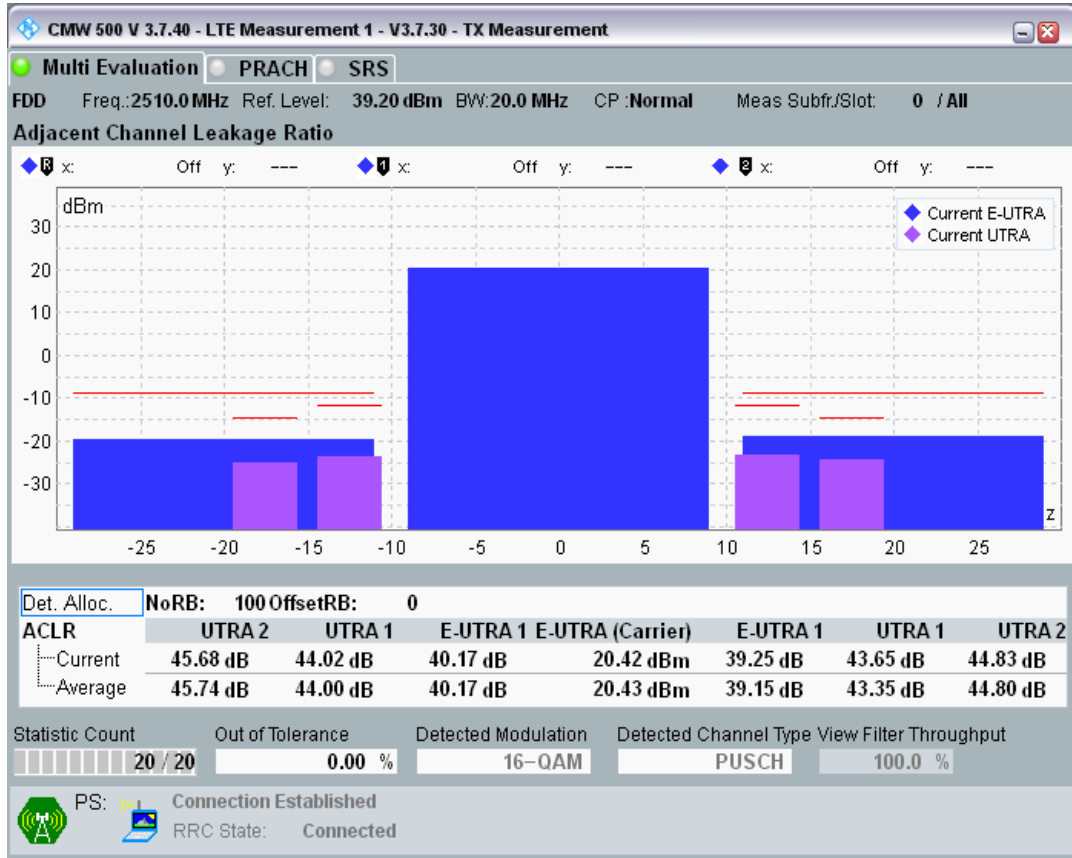 CMW 500 V 3.7.40 - LTE Measurement 1 - V3.7.30 - TX Measurement
Multi Evaluation PRACH SRS
FDD Freq.:2510.0 MHz Ref. Level: 39.20 dBm BW:20.0 MHz CP :Normal Meas Subfr./Slot: 0 / All
Adjacent Channel Leakage Ratio
R x: Off y: --- 1 x: Off y: --- 2 x: Off y: ---
dBm
Current E-UTRA
Current UTRA
30
20
10
0
-10
-20
-30
z
-25 -20 -15 -10 -5 0 5 10 15 20 25
Det. Alloc. NoRB: 100 OffsetRB: 0
ACLR UTRA 2 UTRA 1 E-UTRA 1 E-UTRA (Carrier) E-UTRA 1 UTRA 1 UTRA 2
Current 45.68 dB 44.02 dB 40.17 dB 20.42 dBm 39.25 dB 43.65 dB 44.83 dB
Average 45.74 dB 44.00 dB 40.17 dB 20.43 dBm 39.15 dB 43.35 dB 44.80 dB
Statistic Count Out of Tolerance Detected Modulation Detected Channel Type View Filter Throughput
20 / 20 0.00 % 16-QAM PUSCH 100.0 %
PS: Connection Established
RRC State: Connected